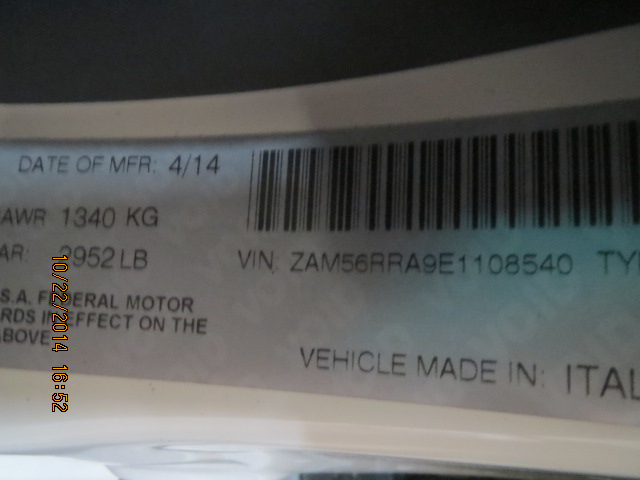 DATE OF MFR: 4/14
AWR 1340 KG
AR: 2952 LB
VIN: ZAM56RRA9E1108540
S.A. FEDERAL MOTOR
RDS IN EFFECT ON THE
ABOVE
VEHICLE MADE IN: ITAL
10/22/2014 16:52